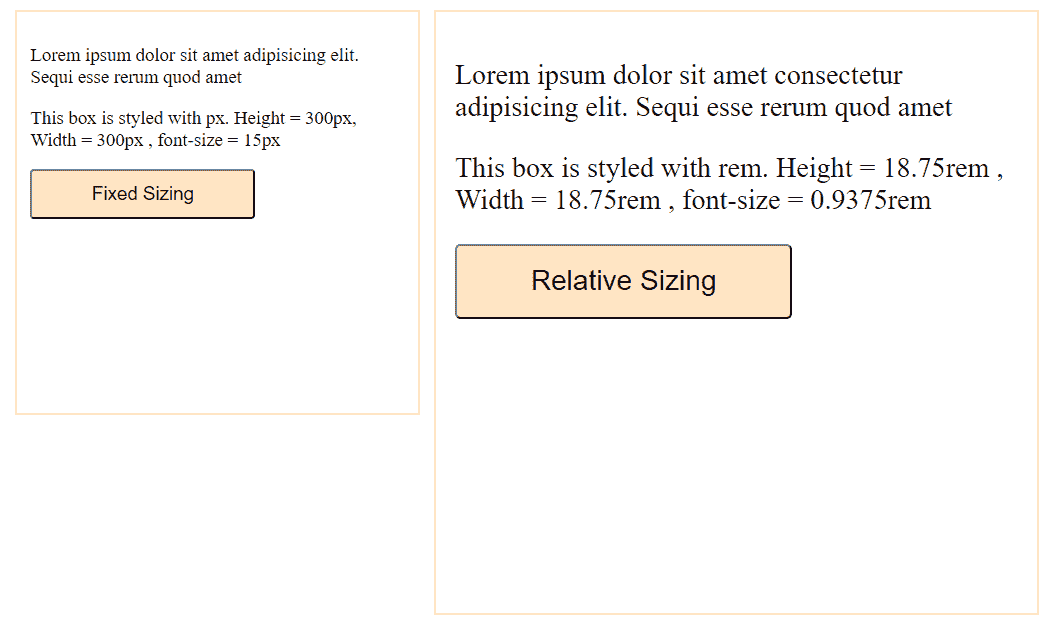 Lorem ipsum dolor sit amet adipisicing elit.
Sequi esse rerum quod amet
This box is styled with px. Height = 300px,
Width = 300px , font-size = 15px
Fixed Sizing
Lorem ipsum dolor sit amet consectetur
adipisicing elit. Sequi esse rerum quod amet
This box is styled with rem. Height = 18.75rem ,
Width = 18.75rem , font-size = 0.9375rem
Relative Sizing